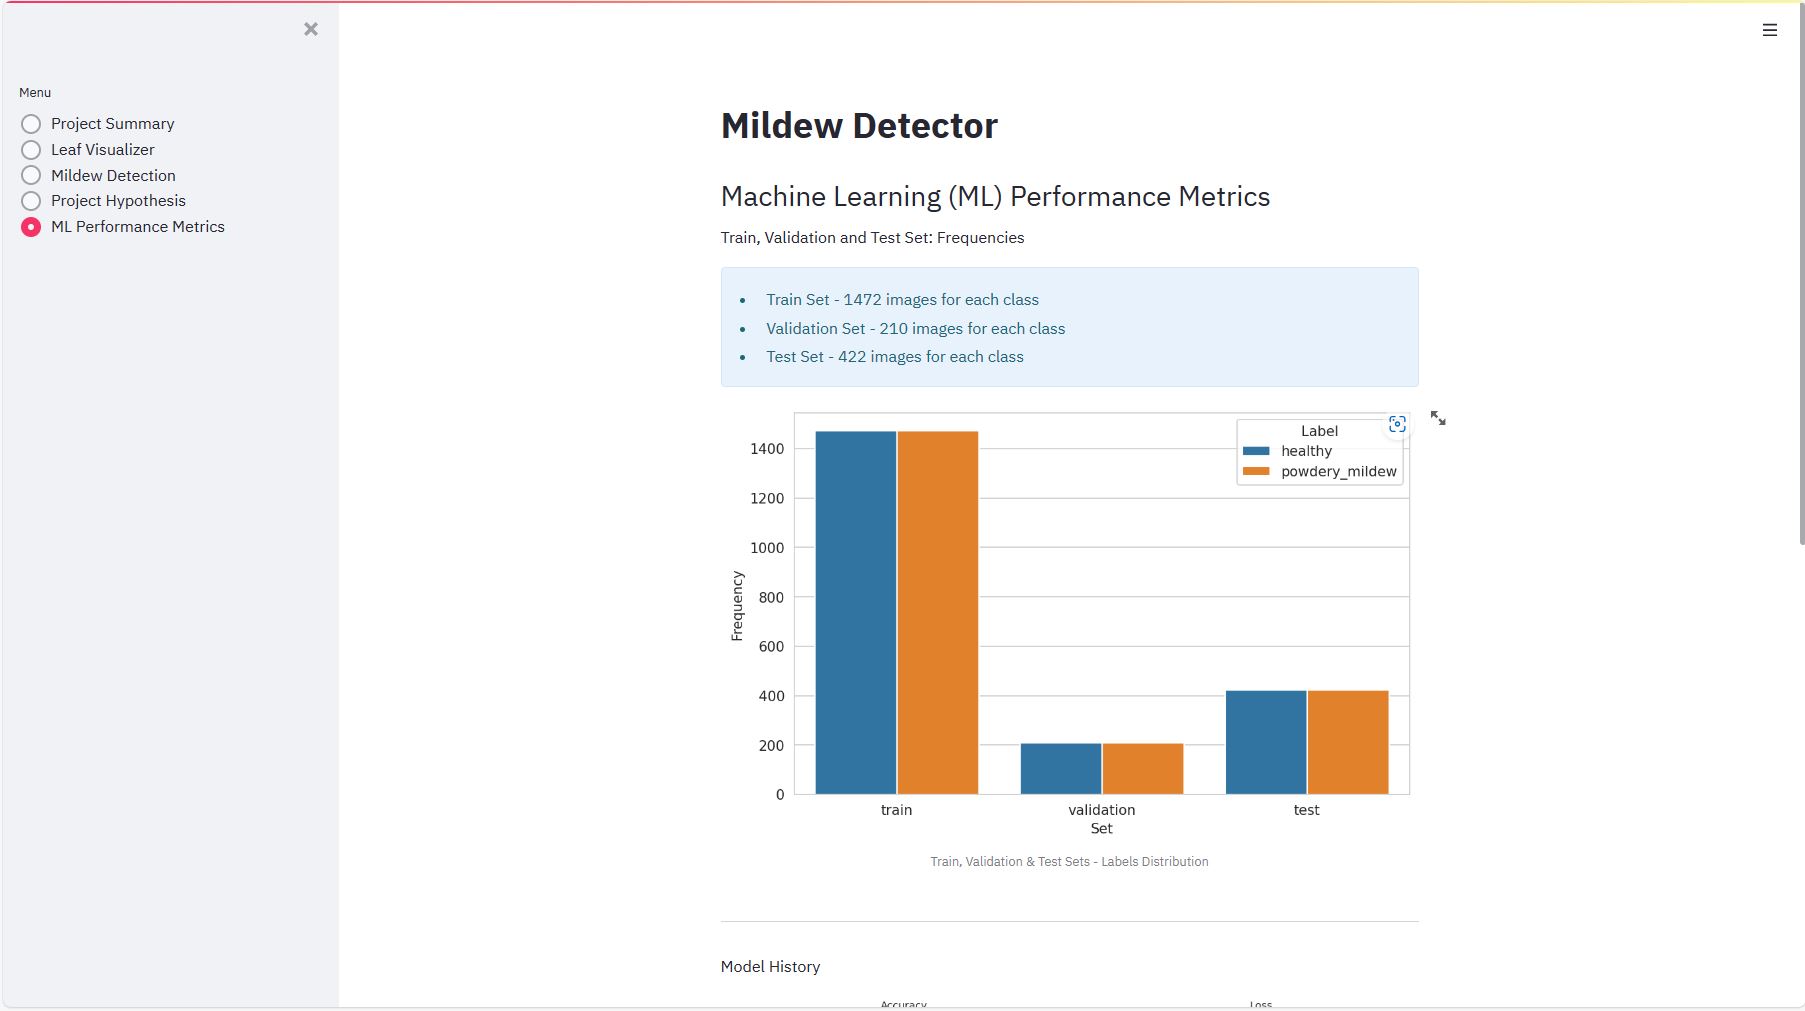 Menu
Project Summary
Leaf Visualizer
Mildew Detection
Project Hypothesis
ML Performance Metrics
Mildew Detector
Machine Learning (ML) Performance Metrics
Train, Validation and Test Set: Frequencies
Train Set - 1472 images for each class
Validation Set - 210 images for each class
Test Set - 422 images for each class
Label
healthy
powdery_mildew
1400
1200
1000
800
600
400
200
0
Frequency
train validation test
Set
Train, Validation & Test Sets - Labels Distribution
Model History
Accuracy Loss